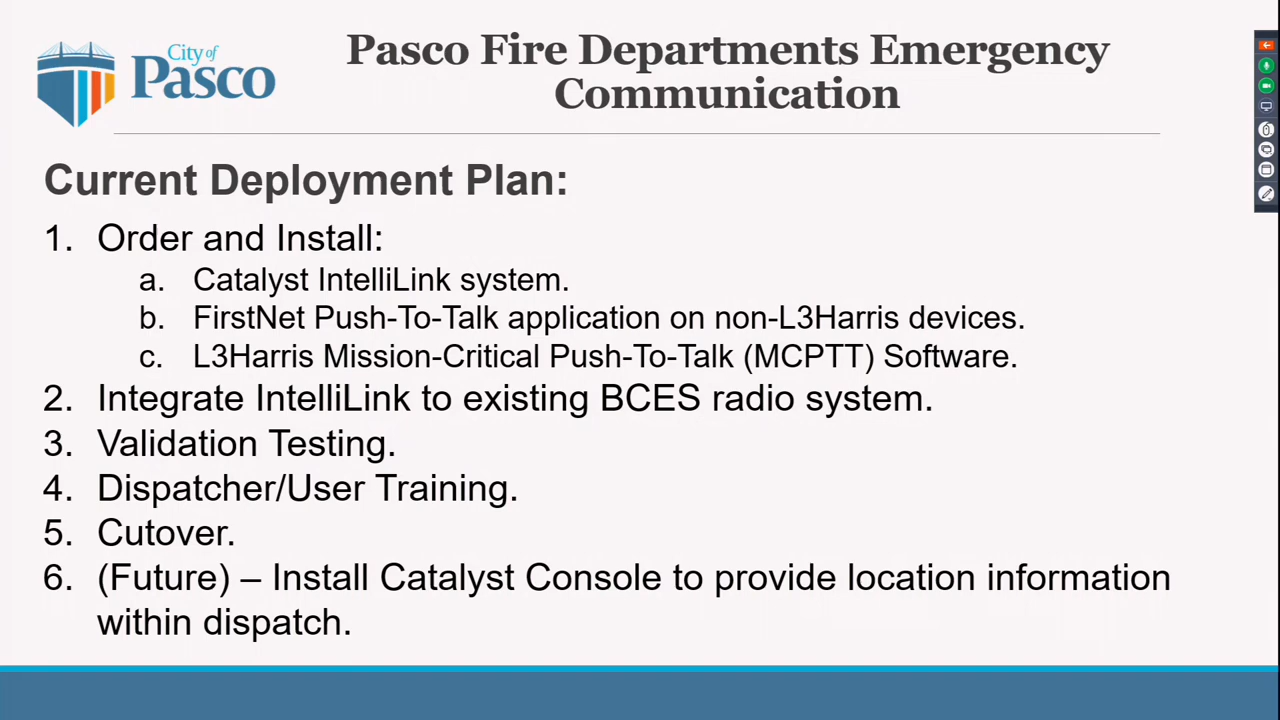 City of
Pasco
Pasco Fire Departments Emergency
Communication
Current Deployment Plan:
1. Order and Install:
a. Catalyst IntelliLink system.
b. FirstNet Push-To-Talk application on non-L3Harris devices.
c. L3Harris Mission-Critical Push-To-Talk (MCPTT) Software.
2. Integrate IntelliLink to existing BCES radio system.
3. Validation Testing.
4. Dispatcher/User Training.
5. Cutover.
6. (Future) – Install Catalyst Console to provide location information
within dispatch.